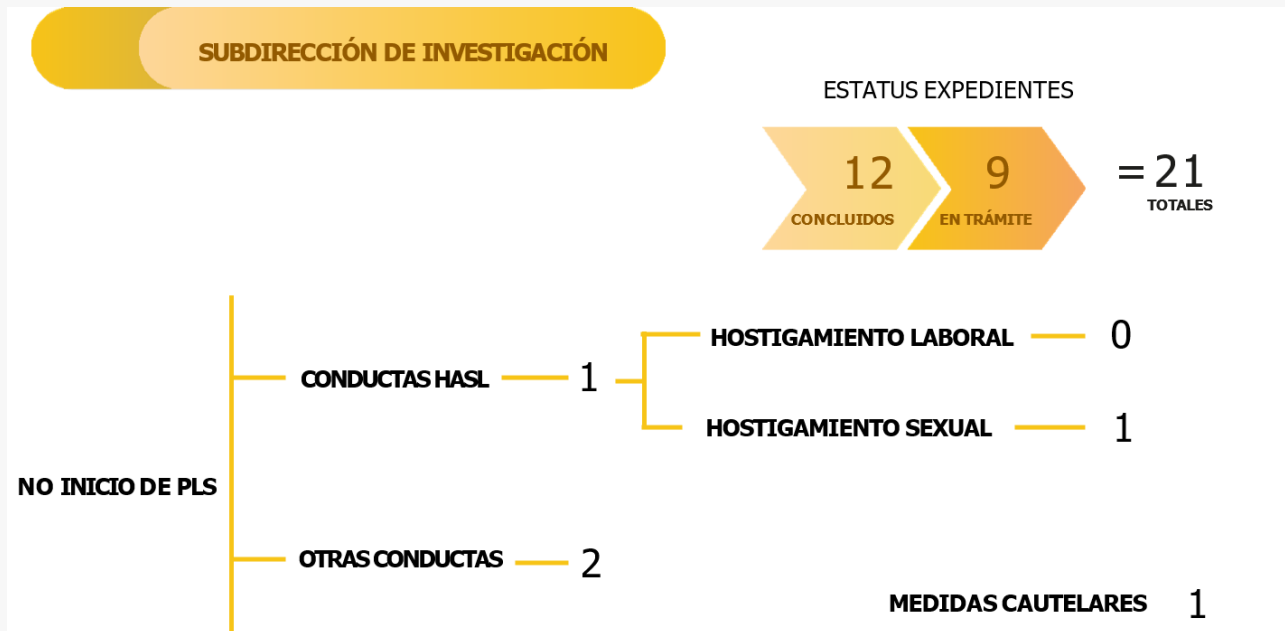 SUBDIRECCIÓN DE INVESTIGACIÓN
ESTATUS EXPEDIENTES
12 9 =21
CONCLUIDOS EN TRÁMITE TOTALES
HOSTIGAMIENTO LABORAL 0
CONDUCTAS HASL 1
HOSTIGAMIENTO SEXUAL 1
NO INICIO DE PLS
OTRAS CONDUCTAS 2
MEDIDAS CAUTELARES 1